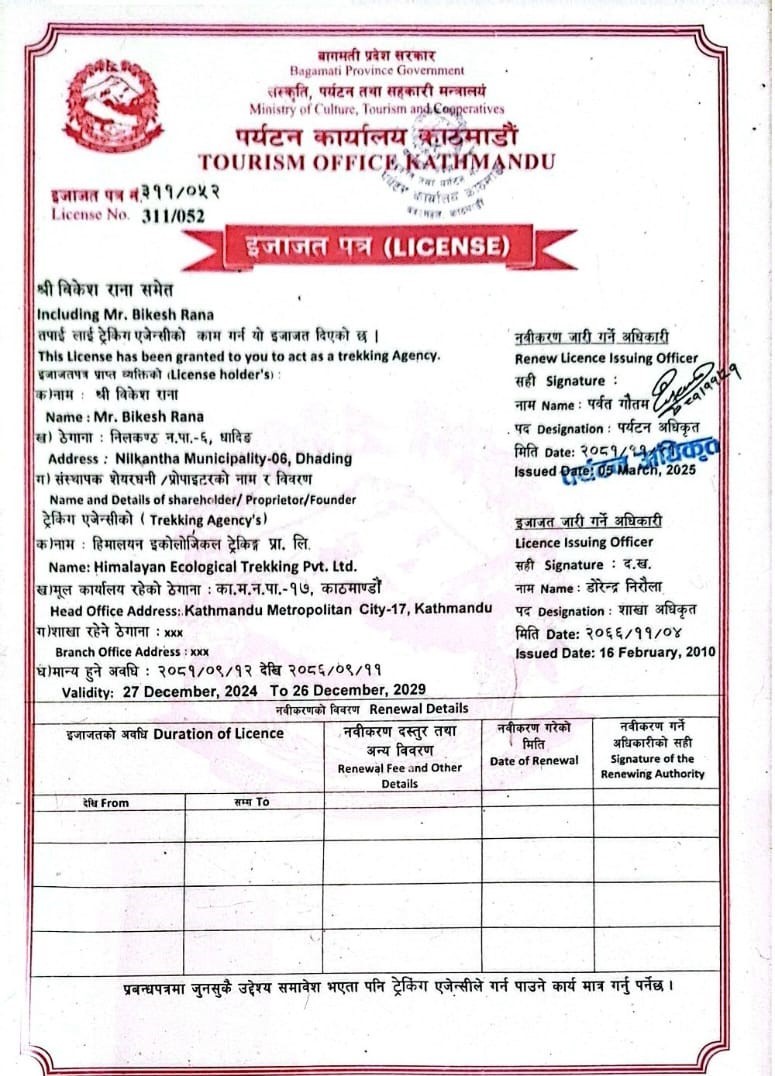 बागमती प्रदेश सरकार
Bagamati Province Government
संस्कृति, पर्यटन तथा सहकारी मन्त्रालय
Ministry of Culture, Tourism and Cooperatives
पर्यटन कार्यालय काठमाडौं
TOURISM OFFICE KATHMANDU
इजाजत पत्र नं. ३११/०५२
License No. 311/052
इजाजत पत्र (LICENSE)
श्री विकेश राना समेत
Including Mr. Bikesh Rana
तपाई लाई ट्रेकिंग एजेन्सीको काम गर्न यो इजाजत दिएको छ |
This License has been granted to you to act as a trekking Agency.
इजाजतपत्र प्राप्त व्यक्तिको (License holder's) :
क)नाम : श्री विकेश राना
Name : Mr. Bikesh Rana
ख) ठेगाना : निलकण्ठ न.पा.-६, धादिङ
Address : Nilkantha Municipality-06, Dhading
ग) संस्थापक शेयरधनी /प्रोपाइटरको नाम र विवरण
Name and Details of shareholder/ Proprietor/Founder
ट्रेकिंग एजेन्सीको ( Trekking Agency's)
क)नाम : हिमालयन इकोलोजिकल ट्रेकिङ्ग प्रा. लि.
Name: Himalayan Ecological Trekking Pvt. Ltd.
ख)मूल कार्यालय रहेको ठेगाना : का.म.न.पा.-१७, काठमाण्डौं
Head Office Address:.Kathmandu Metropolitan City-17, Kathmandu
ग)शाखा रहने ठेगाना : xxx
Branch Office Address : xxx
घ)मान्य हुने अवधि : २०८१/०९/१२ देखि २०८६/०९/११
Validity: 27 December, 2024 To 26 December, 2029
नवीकरण जारी गर्ने अधिकारी
Renew Licence Issuing Officer
सही Signature :
नाम Name : पर्वत गौतम
पद Designation : पर्यटन अधिकृत
मिति Date: २०८१/११/
Issued Date: 05 March, 2025
पर्यटन अधिकृत
इजाजत जारी गर्ने अधिकारी
Licence Issuing Officer
सही Signature : द.ख.
नाम Name : डोरेन्द्र निरौला
पद Designation : शाखा अधिकृत
मिति Date: २०६६/११/०४
Issued Date: 16 February, 2010
नवीकरणको विवरण Renewal Details
इजाजतको अवधि Duration of Licence
देखि From
सम्म To
नवीकरण दस्तुर तथा
अन्य विवरण
Renewal Fee and Other
Details
नवीकरण गरेको
मिति
Date of Renewal
नवीकरण गर्ने
अधिकारीको सही
Signature of the
Renewing Authority
प्रबन्धपत्रमा जुनसुकै उद्देश्य समावेश भएता पनि ट्रेकिंग एजेन्सीले गर्न पाउने कार्य मात्र गर्नु पर्नेछ ।